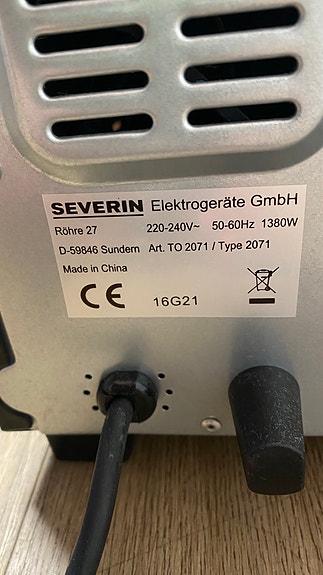 SEVERIN Elektrogeräte GmbH
Röhre 27 220-240V~ 50-60Hz 1380W
D-59846 Sundern Art. TO 2071 / Type 2071
Made in China
CE 16G21